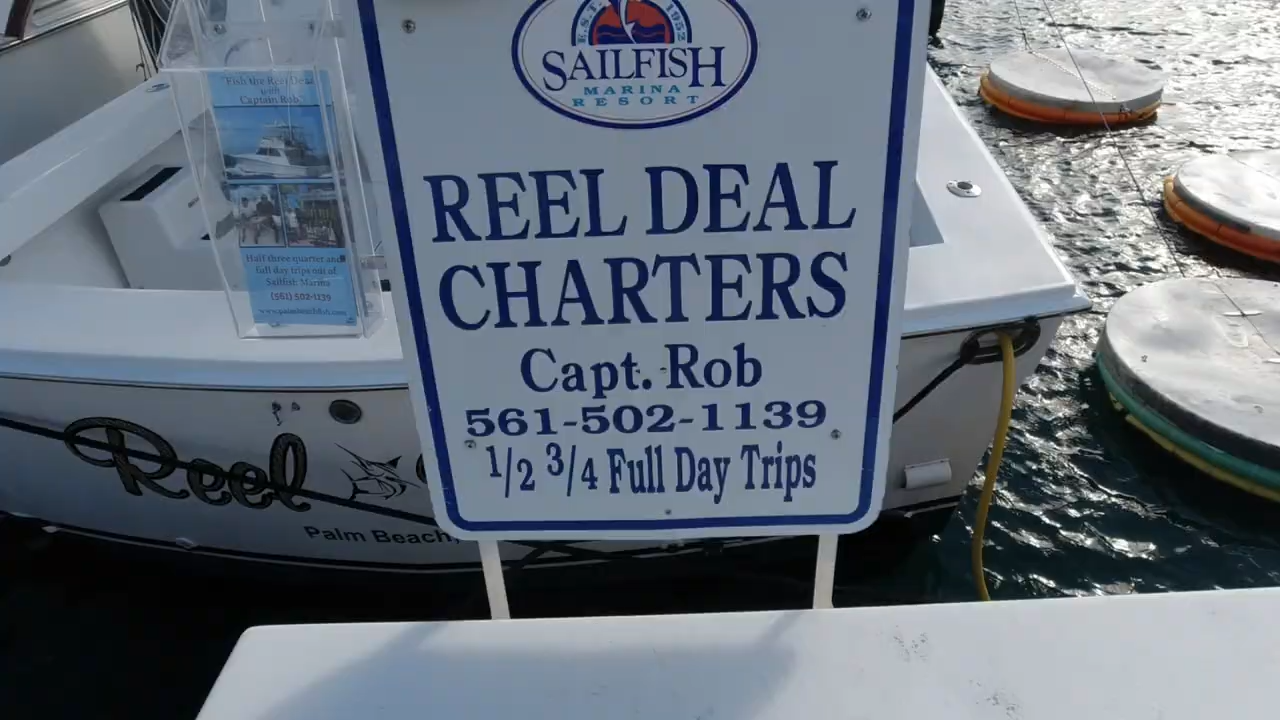 EST. 1982
SAILFISH
MARINA
RESORT
REEL DEAL
CHARTERS
Capt. Rob
561-502-1139
1/2 3/4 Full Day Trips
Fish the Reel Deal
with
Captain Rob
Half three quarter and
full day trips out of
Sailfish Marina
(561) 502-1139
Reel
Palm Beach,